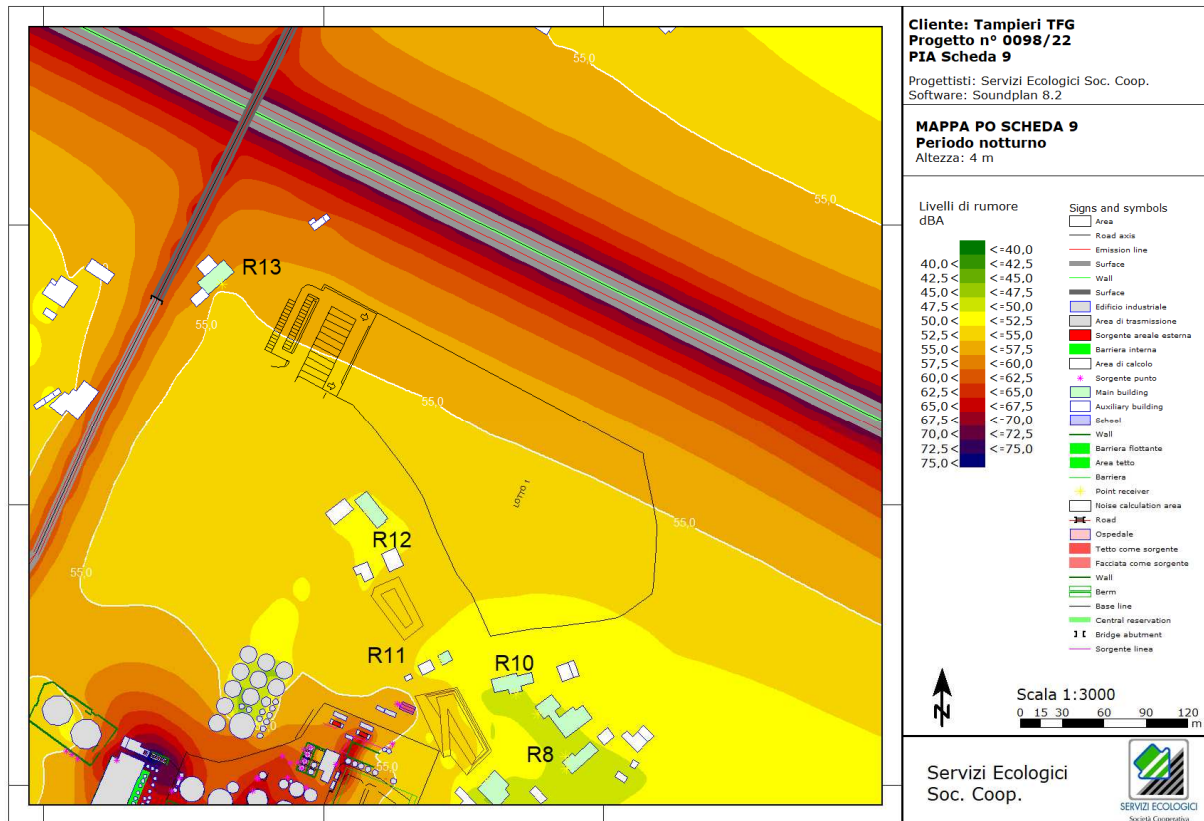 55,0
55,0
55,0
R13
55,0
55,0
LOTTO 1
55,0
R12
55,0
R11
R10
R8
55,0
Cliente: Tampieri TFG
Progetto n° 0098/22
PIA Scheda 9
Progettisti: Servizi Ecologici Soc. Coop.
Software: Soundplan 8.2
MAPPA PO SCHEDA 9
Periodo notturno
Altezza: 4 m
Livelli di rumore
dBA
<=40,0
40,0< <=42,5
42,5< <=45,0
45,0< <=47,5
47,5< <=50,0
50,0< <=52,5
52,5< <=55,0
55,0< <=57,5
57,5< <=60,0
60,0< <=62,5
62,5< <=65,0
65,0< <=67,5
67,5< <=70,0
70,0< <=72,5
72,5< <=75,0
75,0<
Signs and symbols
Area
Road axis
Emission line
Surface
Wall
Surface
Edificio industriale
Area di trasmissione
Sorgente areale esterna
Barriera interna
Area di calcolo
Sorgente punto
Main building
Auxiliary building
School
Wall
Barriera flottante
Area tetto
Barriera
Point receiver
Noise calculation area
Road
Ospedale
Tetto come sorgente
Facciata come sorgente
Wall
Berm
Base line
Central reservation
Bridge abutment
Sorgente linea
N
Scala 1:3000
0 15 30 60 90 120
m
Servizi Ecologici
Soc. Coop.
SERVIZI ECOLOGICI
Società Cooperativa